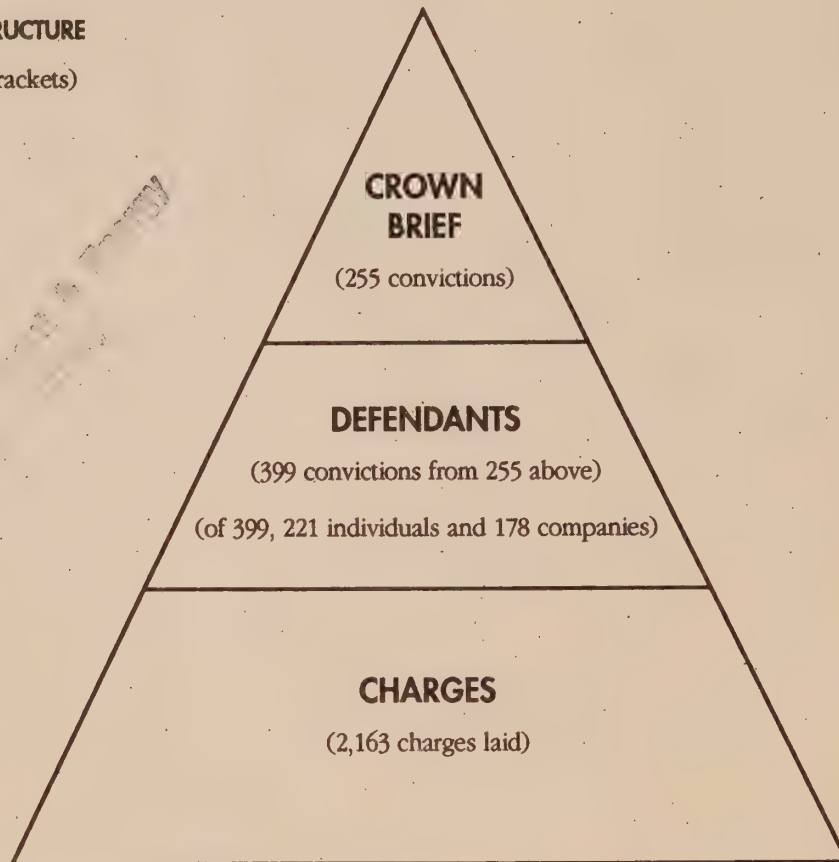 RUCTURE
rackets)
CROWN
BRIEF
(255 convictions)
DEFENDANTS
(399 convictions from 255 above)
(of 399, 221 individuals and 178 companies)
CHARGES
(2,163 charges laid)